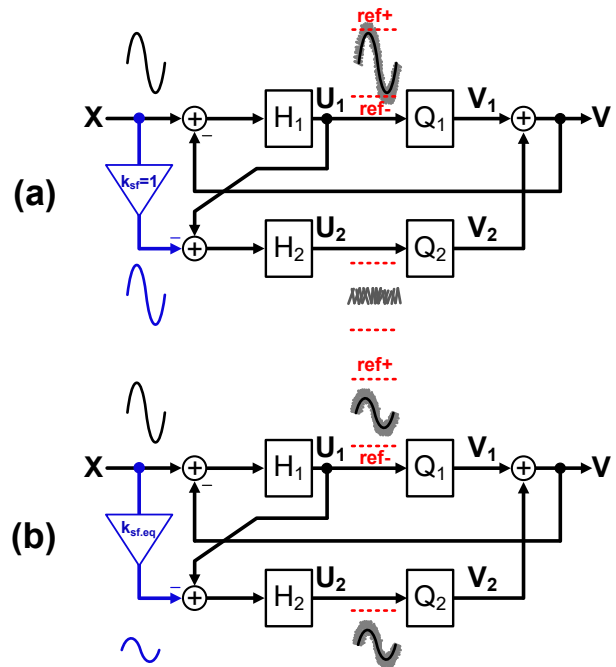 ref+
U₁
V₁
X
+
−
H₁
ref-
Q₁
+
V
(a)
k_sf=1
U₂
V₂
−
+
H₂
Q₂
ref+
U₁
V₁
X
+
−
H₁
ref-
Q₁
+
V
(b)
k_sf.eq
U₂
V₂
−
+
H₂
Q₂